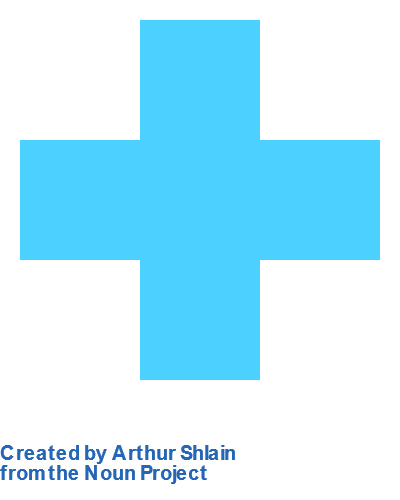 Created by Arthur Shlain
from the Noun Project